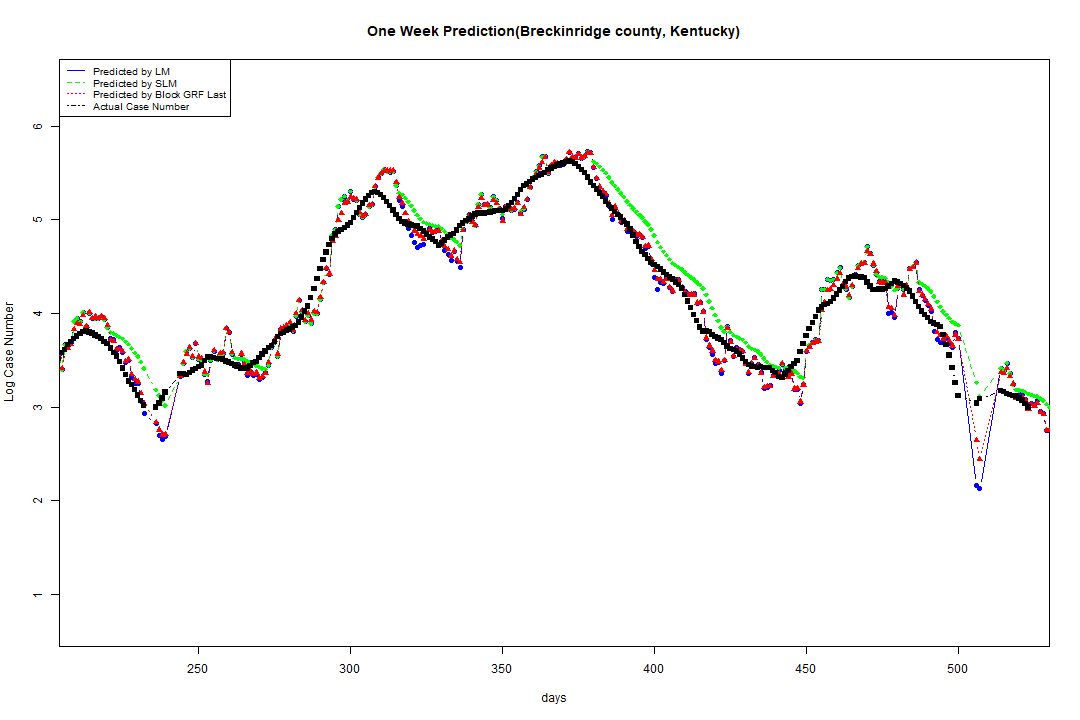 One Week Prediction(Breckinridge county, Kentucky)
Predicted by LM
Predicted by SLM
Predicted by Block GRF Last
Actual Case Number
6
5
4
3
2
1
Log Case Number
250 300 350 400 450 500
days